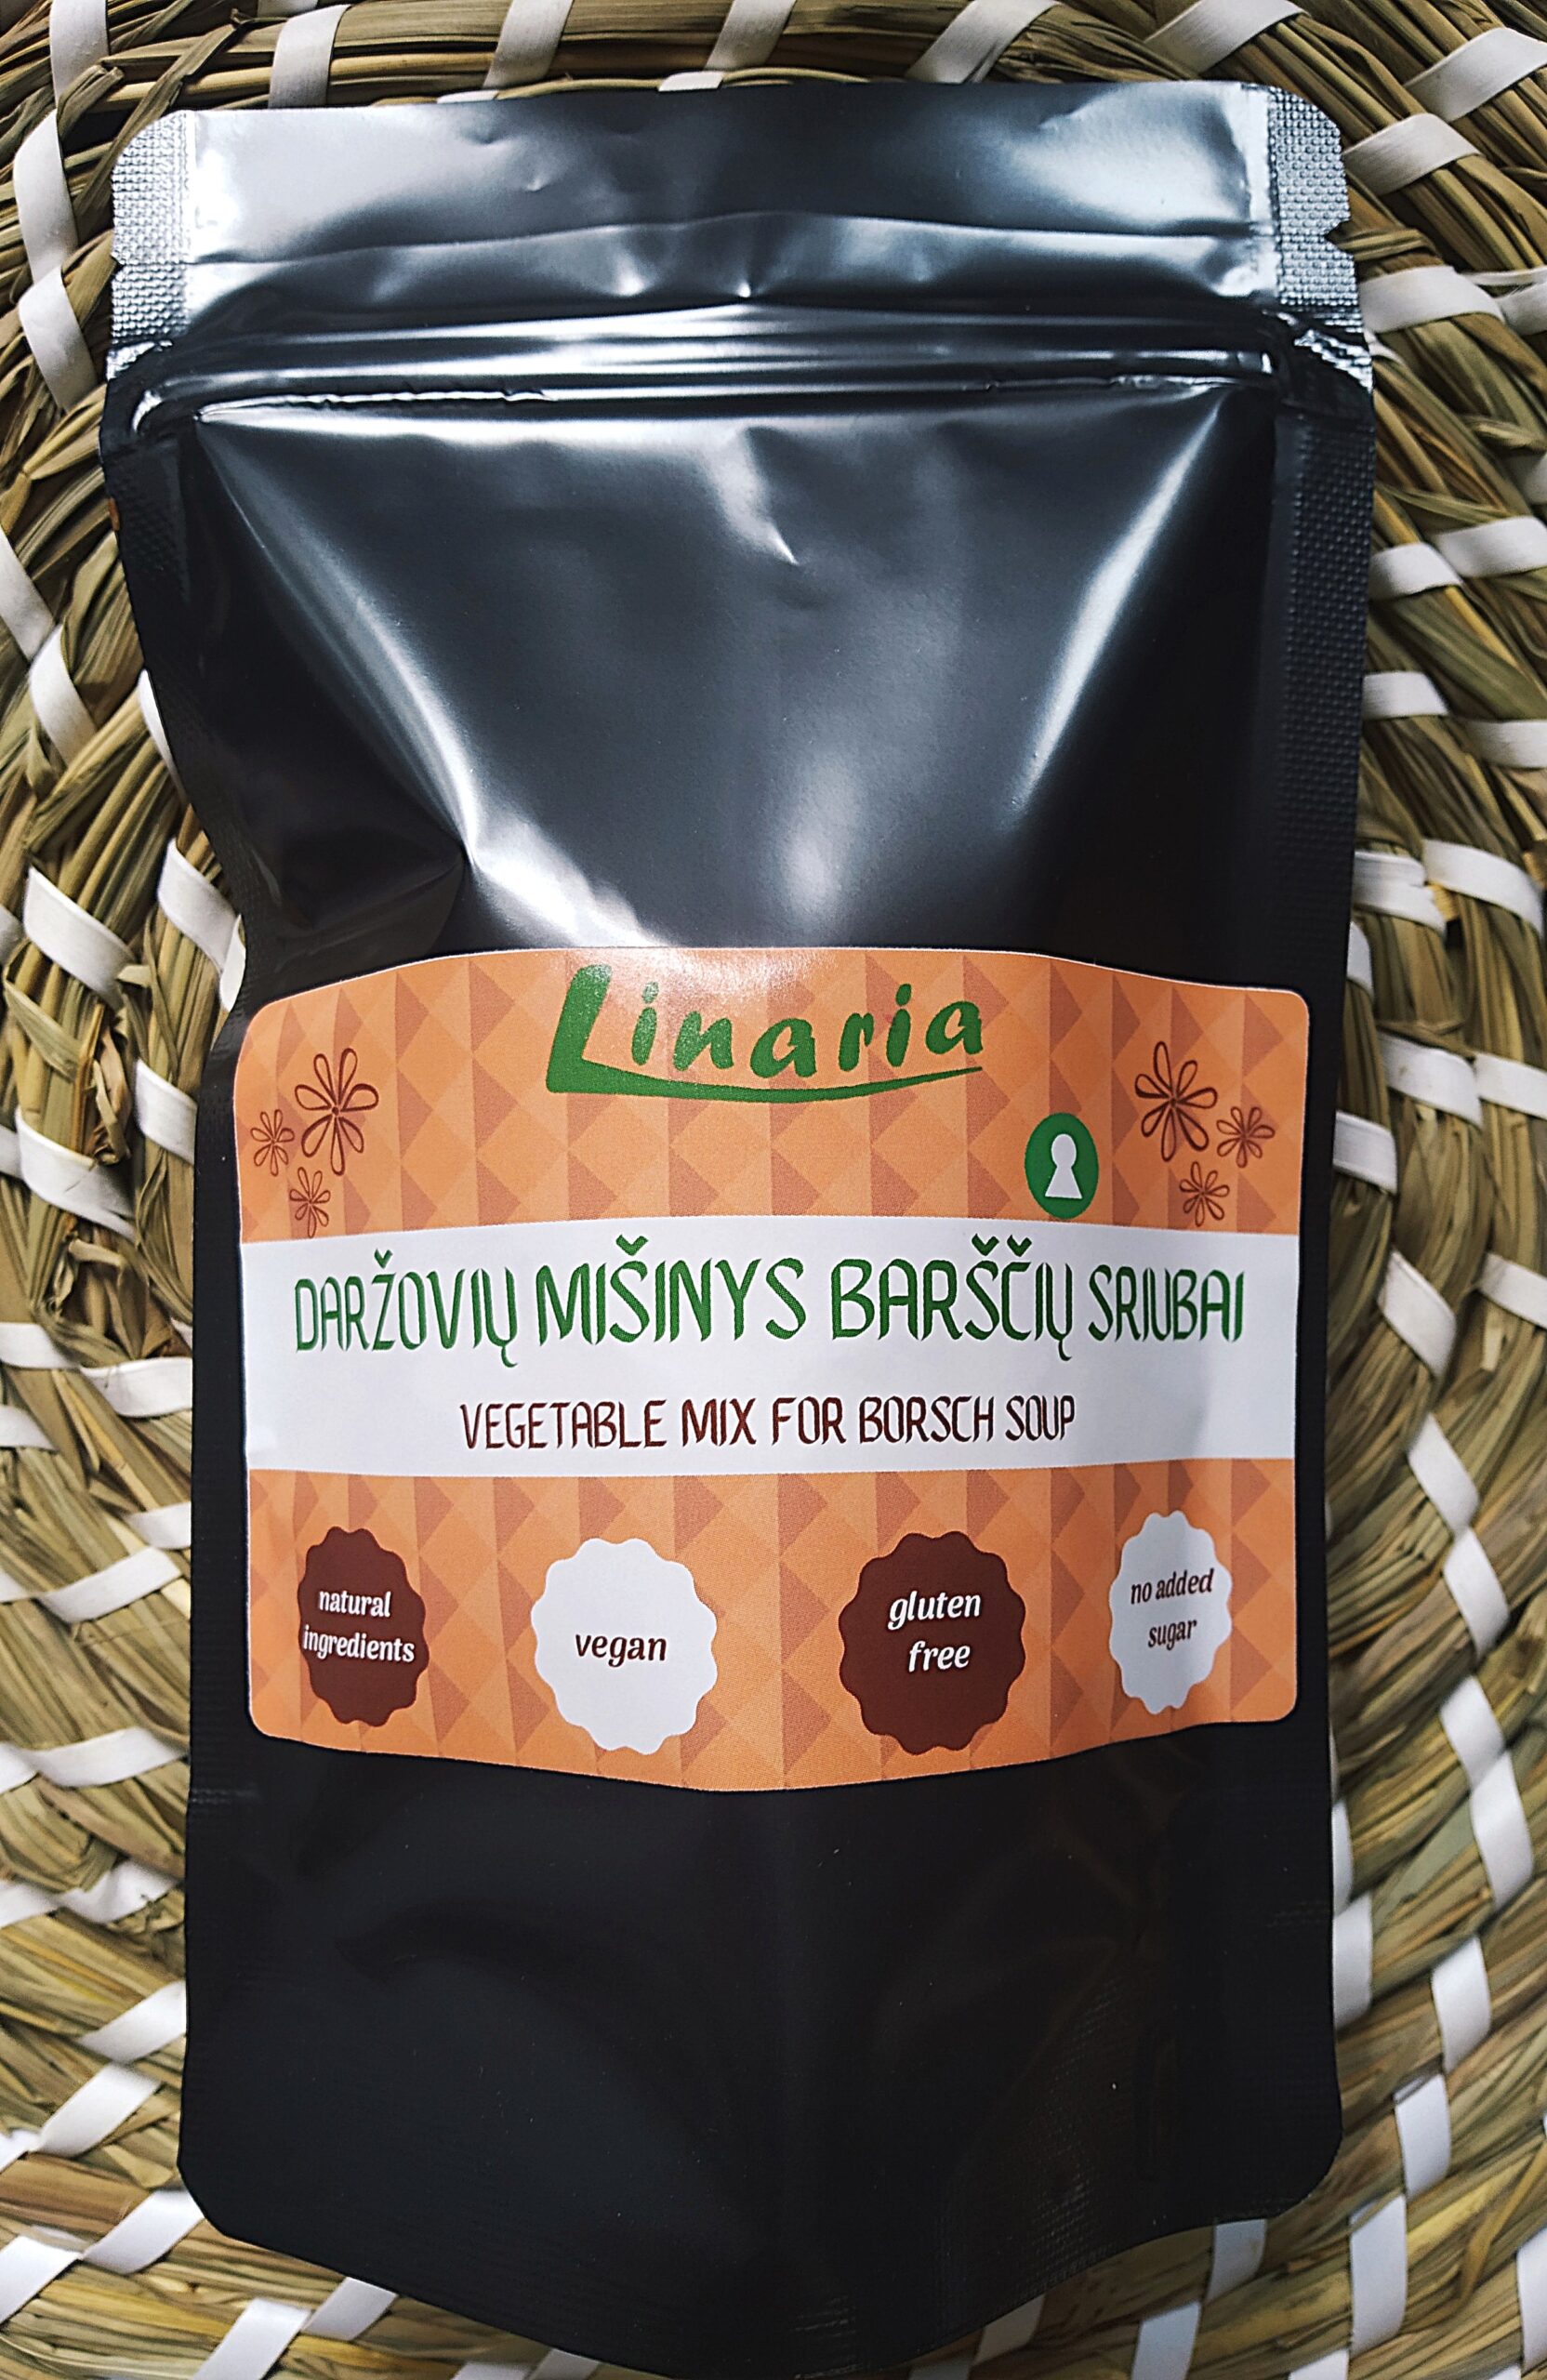 Linaria
DARŽOVIŲ MIŠINYS BARŠČIŲ SRIUBAI
VEGETABLE MIX FOR BORSCH SOUP
natural
ingredients
vegan
gluten
free
no added
sugar